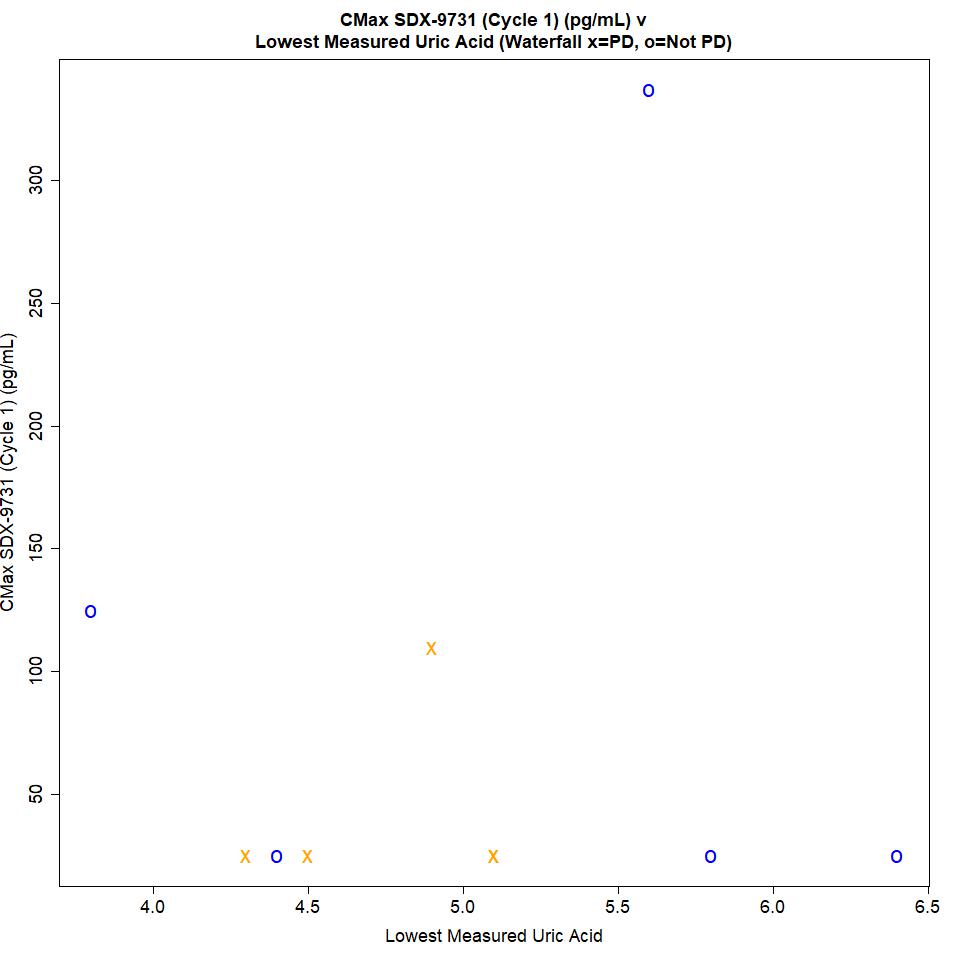 CMax SDX-9731 (Cycle 1) (pg/mL) v
Lowest Measured Uric Acid (Waterfall x=PD, o=Not PD)
CMax SDX-9731 (Cycle 1) (pg/mL)
300
250
200
150
100
50
O
O
X
X
O
X
X
O
O
4.0
4.5
5.0
5.5
6.0
6.5
Lowest Measured Uric Acid